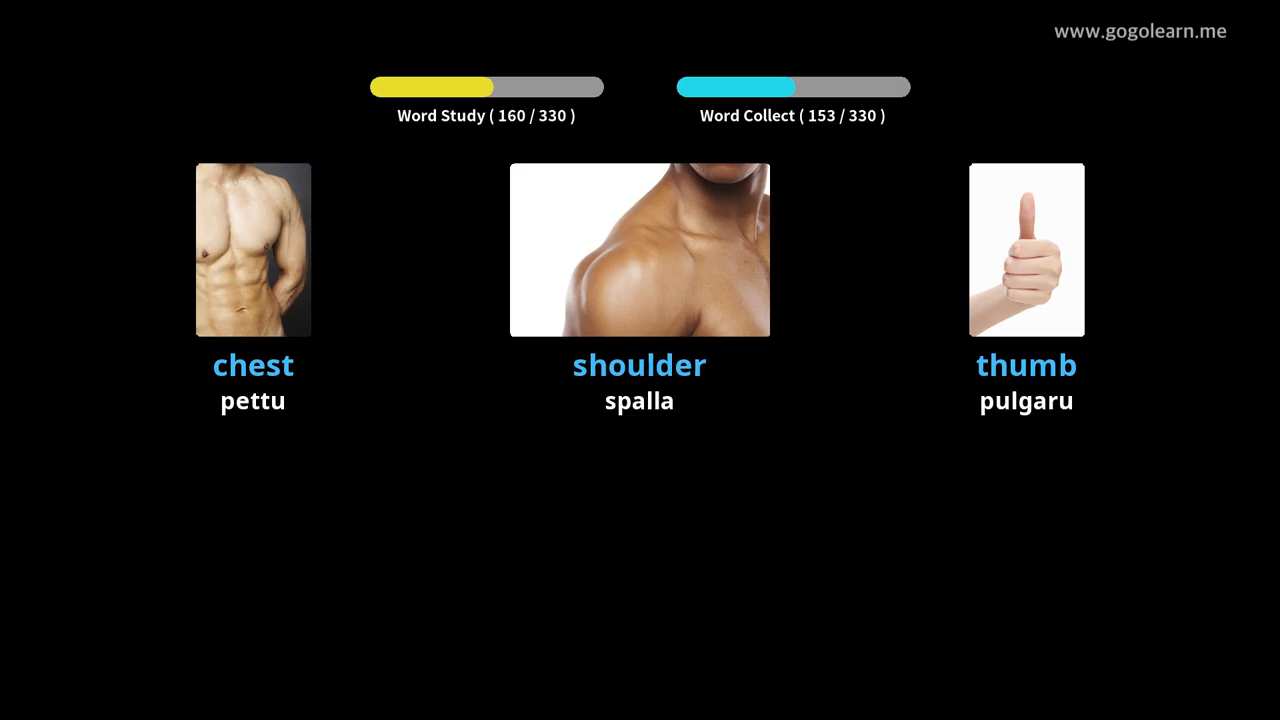 www.gogolearn.me
Word Study ( 160 / 330 )
Word Collect ( 153 / 330 )
chest
shoulder
thumb
pettu
spalla
pulgaru